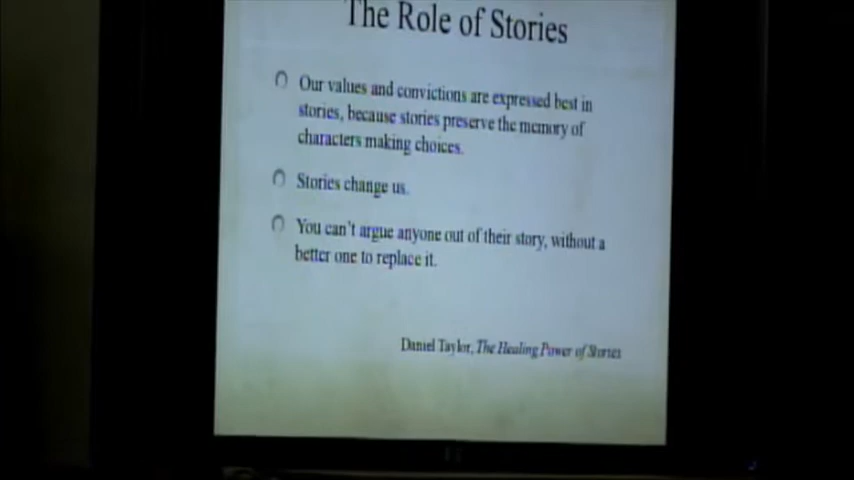 The Role of Stories
Our values and convictions are expressed best in
stories, because stories preserve the memory of
characters making choices.
Stories change us.
You can't argue anyone out of their story, without a
better one to replace it.
Daniel Taylor, The Healing Power of Stories